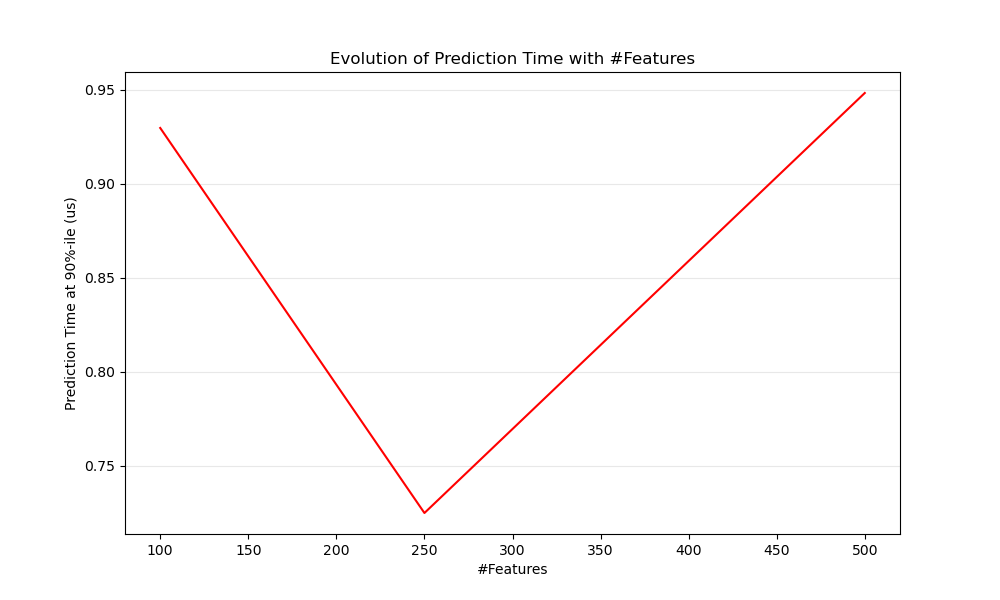 Evolution of Prediction Time with #Features
Prediction Time at 90%-ile (us)
0.95
0.90
0.85
0.80
0.75
100 150 200 250 300 350 400 450 500
#Features